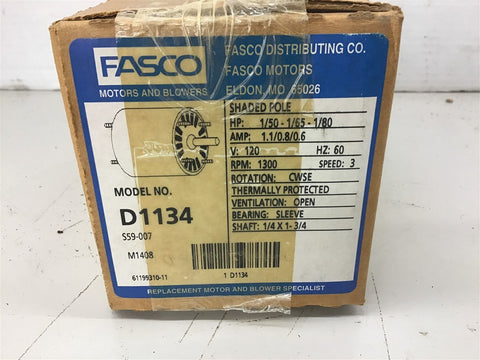 FASCO
MOTORS AND BLOWERS
FASCO DISTRIBUTING CO.
FASCO MOTORS
ELDON, MO 65026
MODEL NO.
D1134
S59-007
M1408
61199310-11
SHADED POLE
HP: 1/50 - 1/65 - 1/80
AMP: 1.1/0.8/0.6
V: 120 HZ: 60
RPM: 1300 SPEED: 3
ROTATION: CWSE
THERMALLY PROTECTED
VENTILATION: OPEN
BEARING: SLEEVE
SHAFT: 1/4 X 1- 3/4
1 D1134
REPLACEMENT MOTOR AND BLOWER SPECIALIST